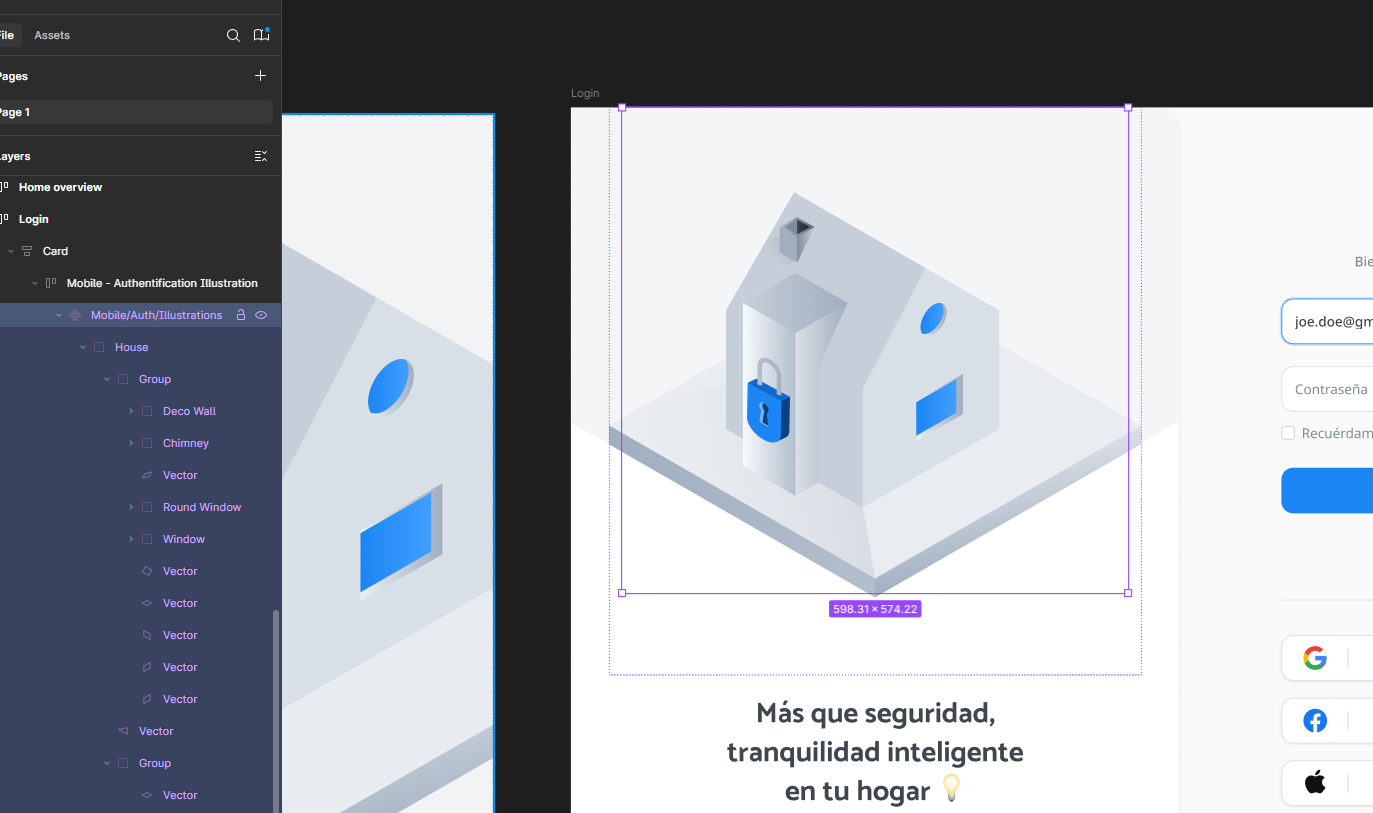 File
Assets
Pages
Page 1
Layers
Home overview
Login
Card
Mobile - Authentification Illustration
Mobile/Auth/Illustrations
House
Group
Deco Wall
Chimney
Vector
Round Window
Window
Vector
Vector
Vector
Vector
Vector
Vector
Group
Vector
Login
598.31 × 574.22
Más que seguridad,
tranquilidad inteligente
en tu hogar 💡
Bie
joe.doe@gm
Contraseña
Recuérdam